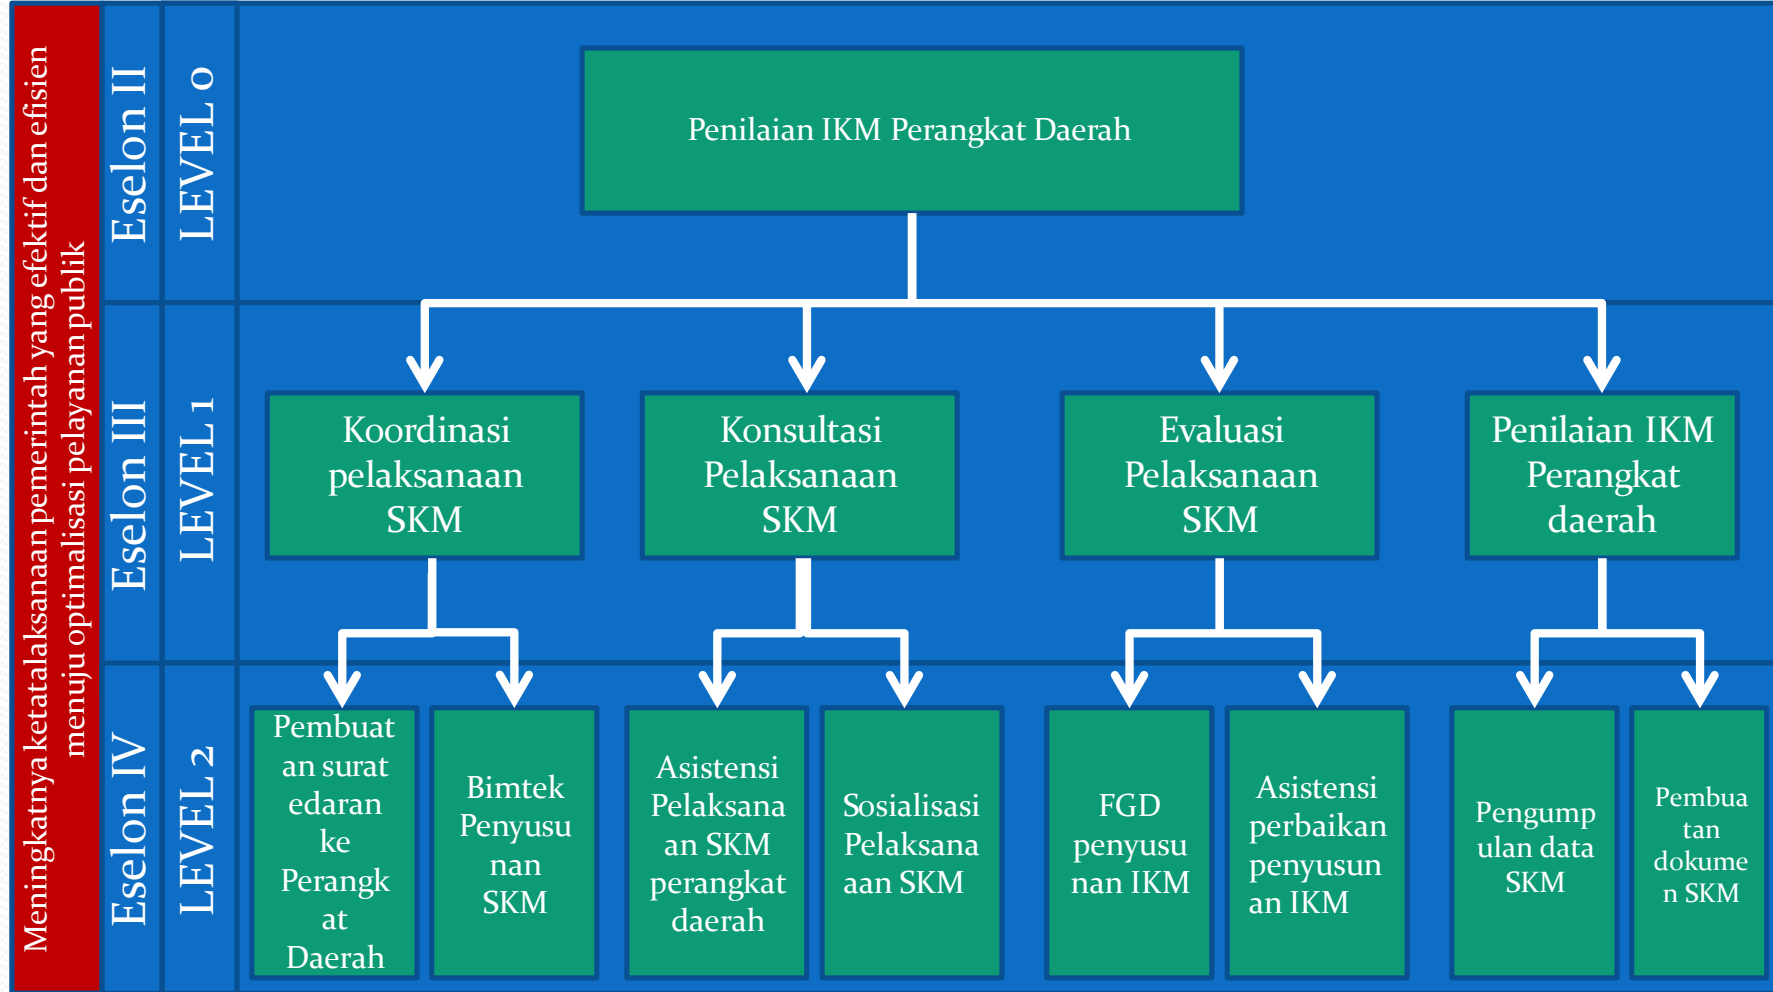 Meningkatnya ketatalaksanaan pemerintah yang efektif dan efisien
menuju optimalisasi pelayanan publik
Eselon II
LEVEL 0
Penilaian IKM Perangkat Daerah
Eselon III
LEVEL 1
Koordinasi
pelaksanaan
SKM
Konsultasi
Pelaksanaan
SKM
Evaluasi
Pelaksanaan
SKM
Penilaian IKM
Perangkat
daerah
Eselon IV
LEVEL 2
Pembuat
an surat
edaran
ke
Perangk
at
Daerah
Bimtek
Penyusu
nan
SKM
Asistensi
Pelaksana
an SKM
perangkat
daerah
Sosialisasi
Pelaksana
aan SKM
FGD
penyusu
nan IKM
Asistensi
perbaikan
penyusun
an IKM
Pengump
ulan data
SKM
Pembua
tan
dokume
n SKM